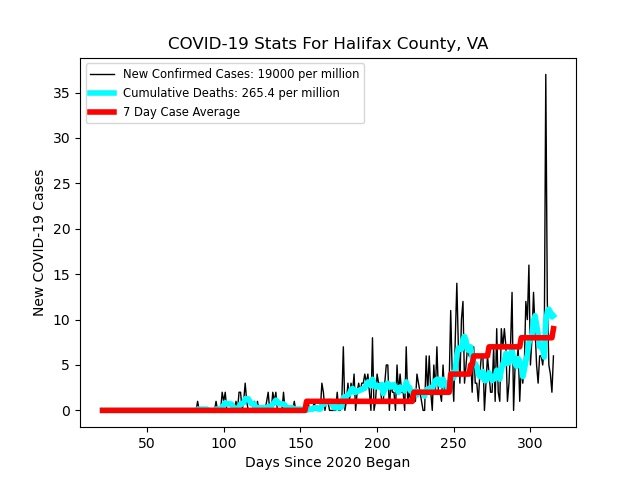 COVID-19 Stats For Halifax County, VA
New Confirmed Cases: 19000 per million
Cumulative Deaths: 265.4 per million
7 Day Case Average
New COVID-19 Cases
35
30
25
20
15
10
5
0
50 100 150 200 250 300
Days Since 2020 Began